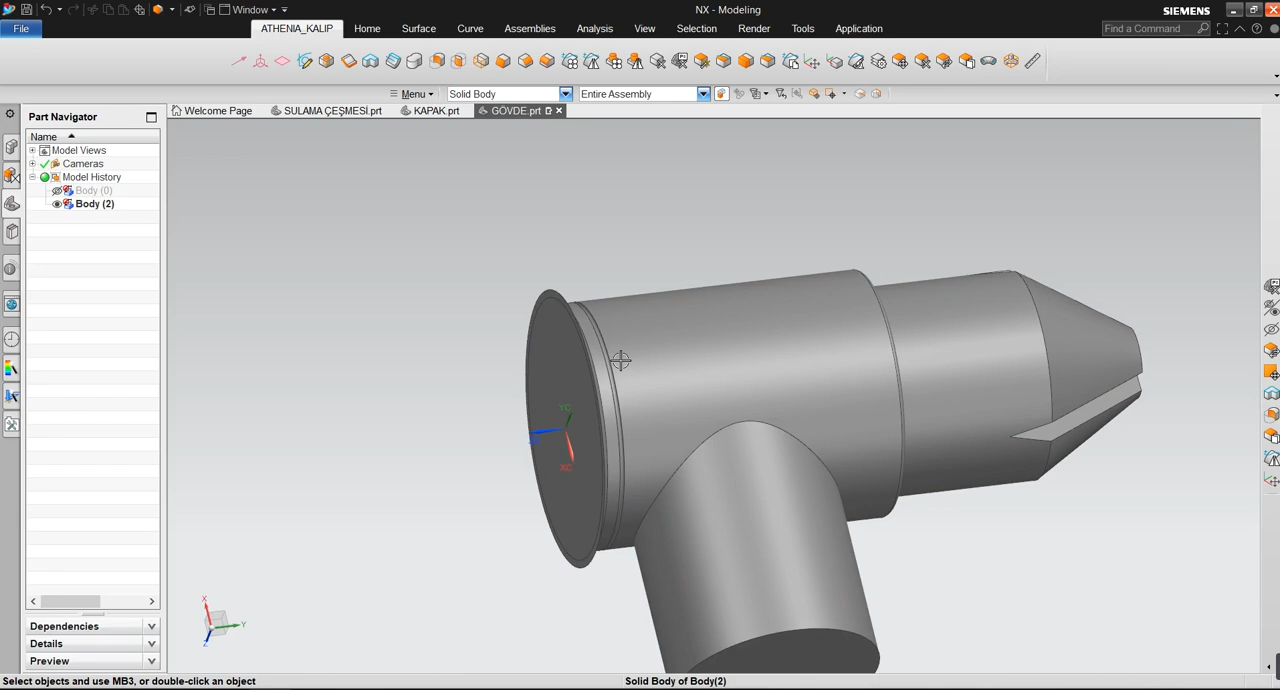 Window
NX - Modeling
SIEMENS
File
ATHENIA_KALIP
Home
Surface
Curve
Assemblies
Analysis
View
Selection
Render
Tools
Application
Find a Command
Menu
Solid Body
Entire Assembly
Welcome Page
SULAMA ÇEŞMESİ.prt
KAPAK.prt
GÖVDE.prt
Part Navigator
Name
Model Views
Cameras
Model History
Body (0)
Body (2)
YC
XC
X
Y
Z
Dependencies
Details
Preview
Select objects and use MB3, or double-click an object
Solid Body of Body(2)